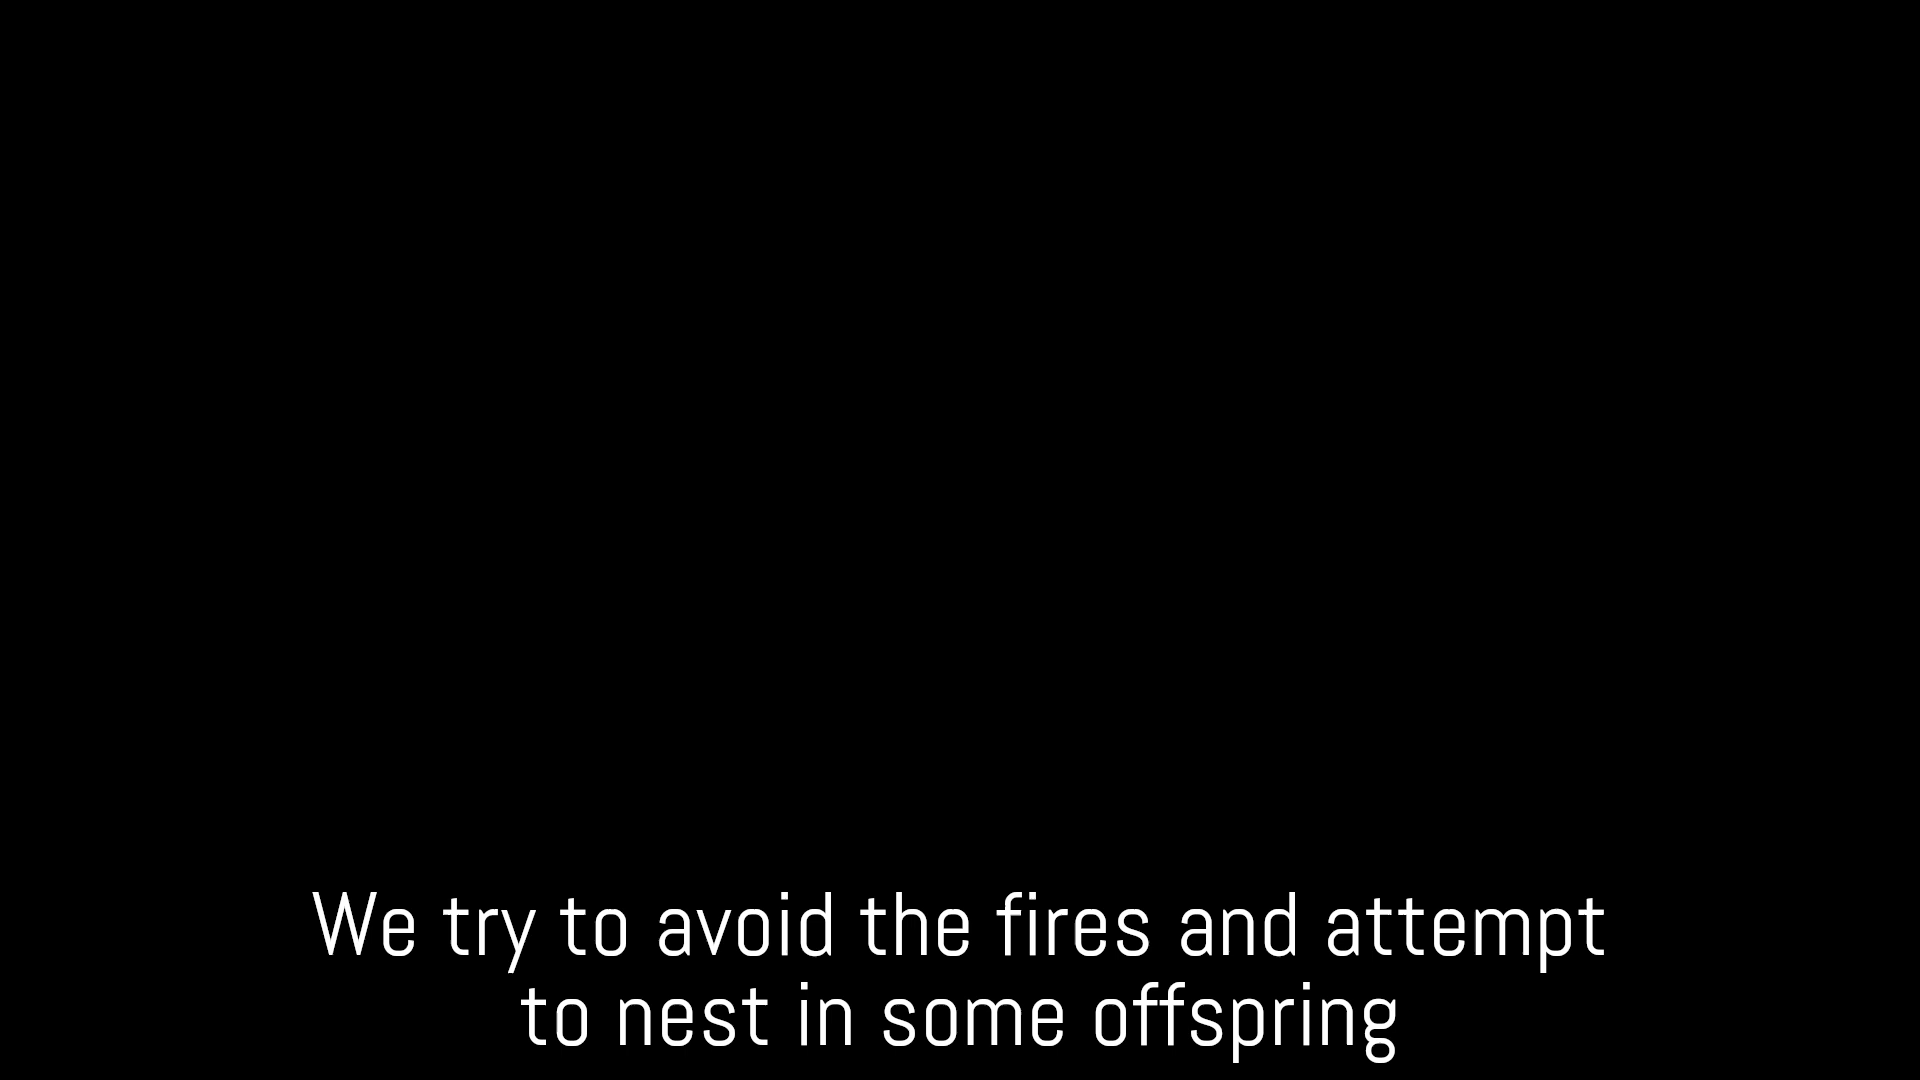 We try to avoid the fires and attempt
to nest in some offspring